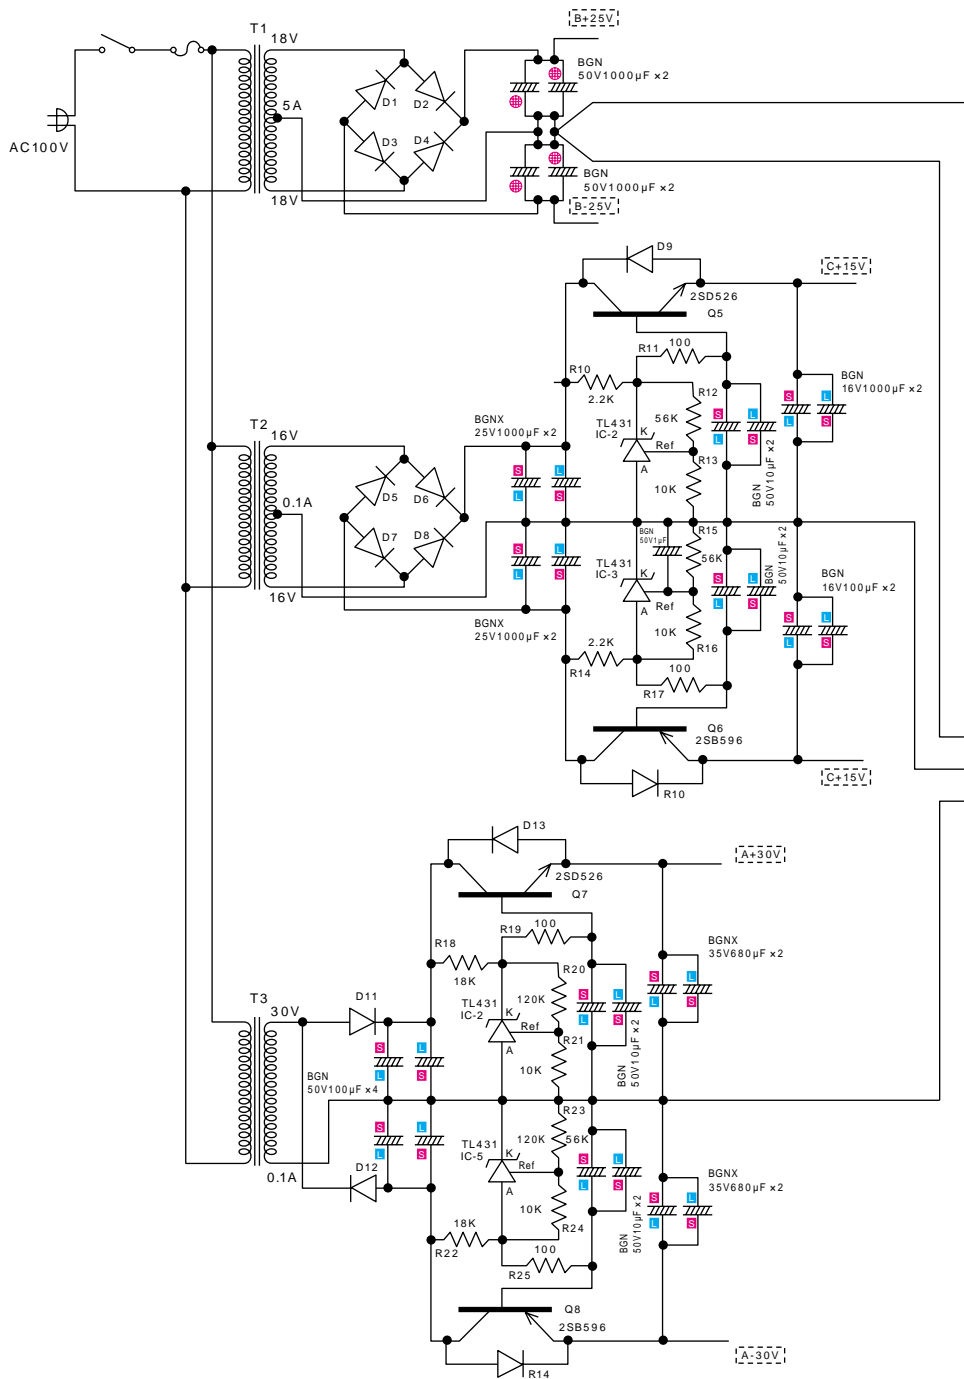 T1
18V
5A
18V
AC100V
D1
D2
D3
D4
B+25V
BGN
50V1000μF×2
BGN
50V1000μF×2
B-25V
D9
2SD526
Q5
C+15V
R11
100
R10
2.2K
R12
56K
TL431
IC-2
K
Ref
A
R13
10K
S
L
L
S
BGN
50V10μF×2
S
L
L
S
BGN
16V1000μF×2
T2
16V
0.1A
16V
D5
D6
D7
D8
BGNX
25V1000μF×2
S
L
L
S
S
L
L
S
BGNX
25V1000μF×2
BGN
50V1μF
R15
56K
TL431
IC-3
K
Ref
A
10K
R16
2.2K
R14
100
R17
S
L
L
S
BGN
50V10μF×2
BGN
16V100μF×2
S
L
L
S
Q6
2SB596
R10
C+15V
D13
2SD526
Q7
A+30V
R19
100
R18
18K
R20
120K
TL431
IC-2
K
Ref
A
R21
10K
S
L
L
S
BGN
50V10μF×2
BGNX
35V680μF×2
S
L
L
S
T3
30V
0.1A
D11
D12
BGN
50V100μF×4
S
L
L
S
S
L
L
S
R23
120K
56K
TL431
IC-5
K
Ref
A
10K
R24
18K
R22
100
R25
S
L
L
S
BGN
50V10μF×2
BGNX
35V680μF×2
S
L
L
S
Q8
2SB596
R14
A-30V